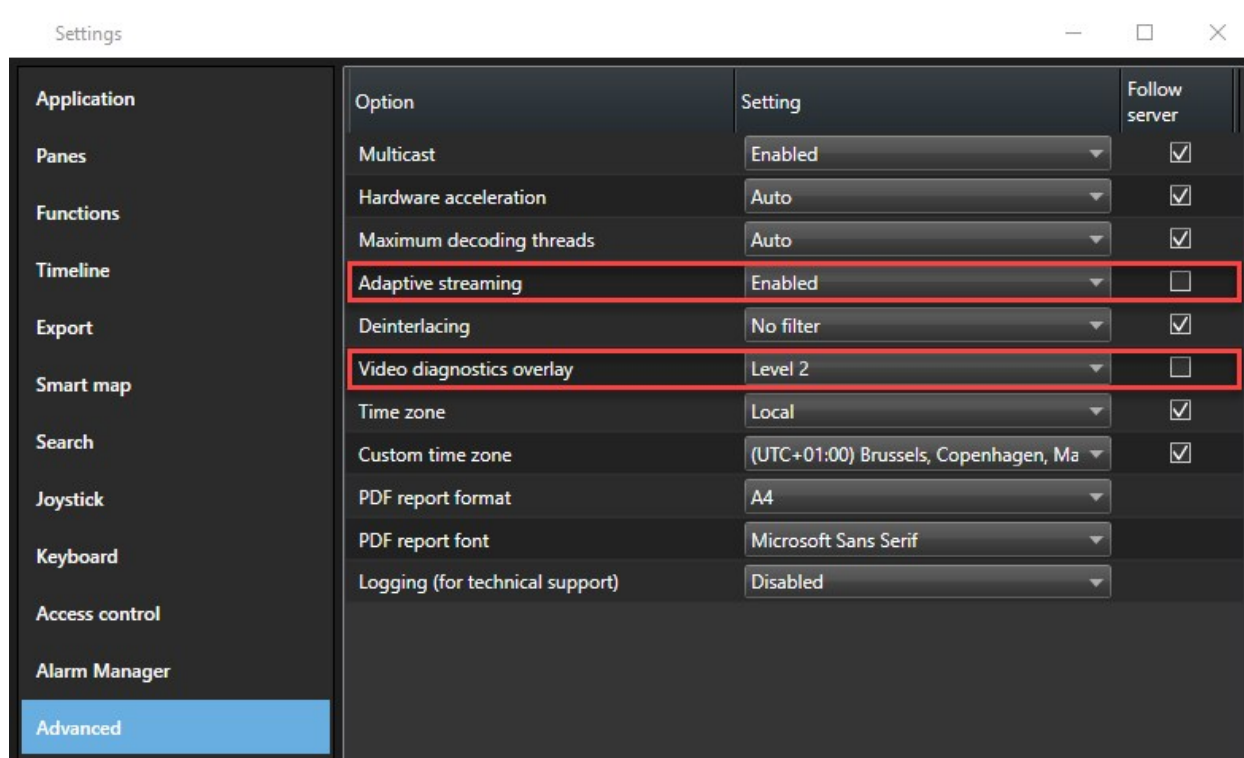 Settings
Application
Panes
Functions
Timeline
Export
Smart map
Search
Joystick
Keyboard
Access control
Alarm Manager
Advanced
Option Setting Follow
server
Multicast Enabled
Hardware acceleration Auto
Maximum decoding threads Auto
Adaptive streaming Enabled
Deinterlacing No filter
Video diagnostics overlay Level 2
Time zone Local
Custom time zone (UTC+01:00) Brussels, Copenhagen, Ma
PDF report format A4
PDF report font Microsoft Sans Serif
Logging (for technical support) Disabled